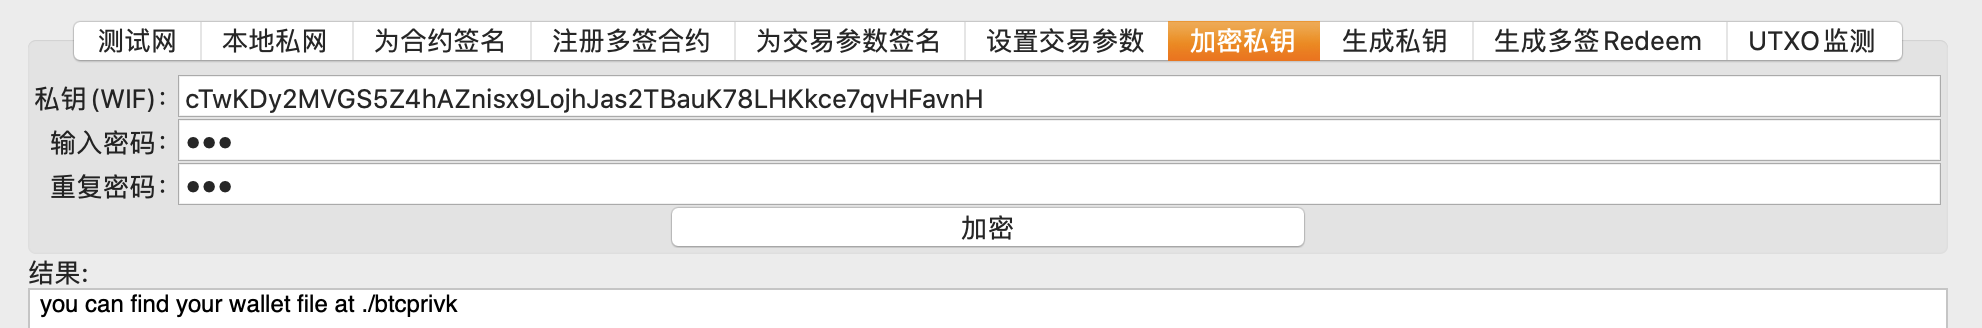 测试网 本地私网 为合约签名 注册多签合约 为交易参数签名 设置交易参数 加密私钥 生成私钥 生成多签Redeem UTXO监测
私钥(WIF)： cTwKDy2MVGS5Z4hAZnisx9LojhJas2TBauK78LHKkce7qvHFavnH
输入密码： ●●●
重复密码： ●●●
加密
结果:
you can find your wallet file at ./btcprivk